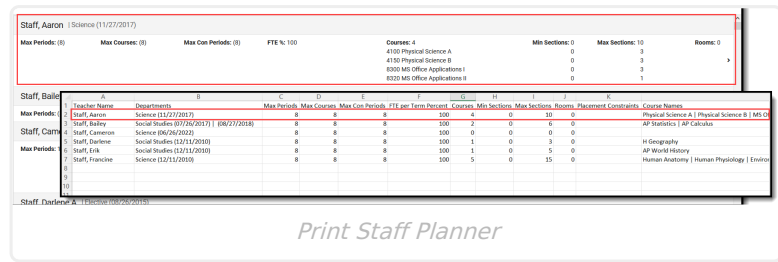 Staff, Aaron | Science (11/27/2017)
Max Periods: (8) Max Courses: (8) Max Con Periods: (8) FTE %: 100 Courses: 4 Min Sections: 0 Max Sections: 10 Rooms: 0
4100 Physical Science A 0 3
4150 Physical Science B 0 3
8300 MS Office Applications I 0 3
8320 MS Office Applications II 0 1
Staff, Baile
A B C D E F G H I J K
1 Teacher Name Departments Max Periods Max Courses Max Con Periods FTE per Term Percent Courses Min Sections Max Sections Rooms Placement Constraints Course Names
Max Periods: (
2 Staff, Aaron Science (11/27/2017) 8 8 8 100 4 0 10 0 Physical Science A | Physical Science B | MS Of
3 Staff, Bailey Social Studies (07/26/2017) | (08/27/2018) 8 8 8 100 2 0 6 0 AP Statistics | AP Calculus
Staff, Cam
4 Staff, Cameron Science (06/26/2022) 8 8 8 100 0 0 0 0
5 Staff, Darlene Social Studies (12/11/2010) 8 8 8 100 1 0 3 0 H Geography
Max Periods: 1
6 Staff, Erik Social Studies (12/11/2010) 8 8 8 100 1 0 5 0 AP World History
7 Staff, Francine Science (12/11/2010) 8 8 8 100 5 0 15 0 Human Anatomy | Human Physiology | Environ
8
9
10
Staff, Darlene A | Elective (08/26/2015)
Print Staff Planner